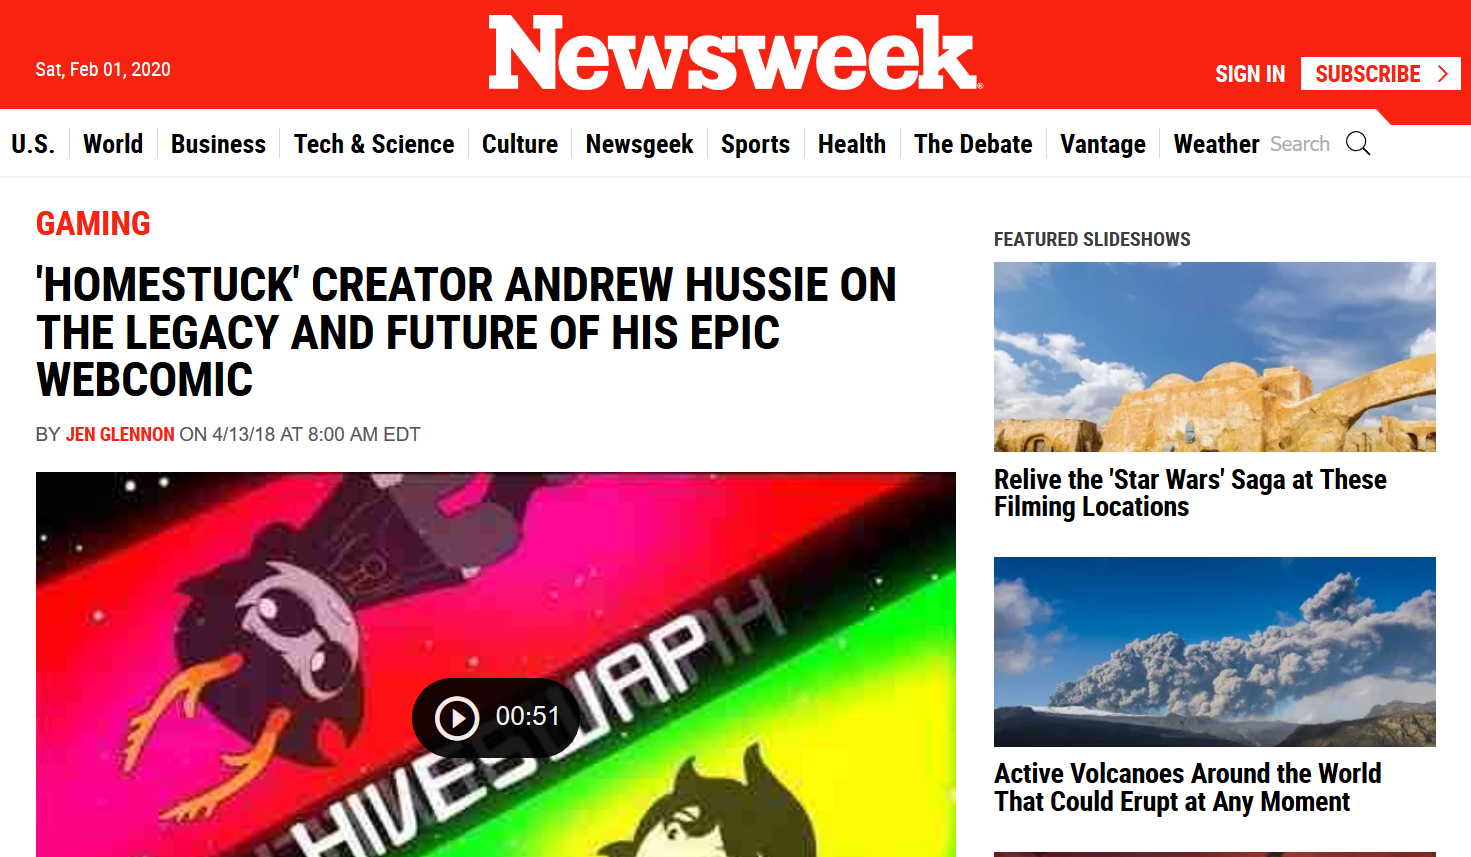 Newsweek
Sat, Feb 01, 2020
SIGN IN
SUBSCRIBE
U.S.
World
Business
Tech & Science
Culture
Newsgeek
Sports
Health
The Debate
Vantage
Weather
Search
GAMING
'HOMESTUCK' CREATOR ANDREW HUSSIE ON
THE LEGACY AND FUTURE OF HIS EPIC
WEBCOMIC
BY JEN GLENNON ON 4/13/18 AT 8:00 AM EDT
HIVESWAP
00:51
FEATURED SLIDESHOWS
Relive the 'Star Wars' Saga at These
Filming Locations
Active Volcanoes Around the World
That Could Erupt at Any Moment